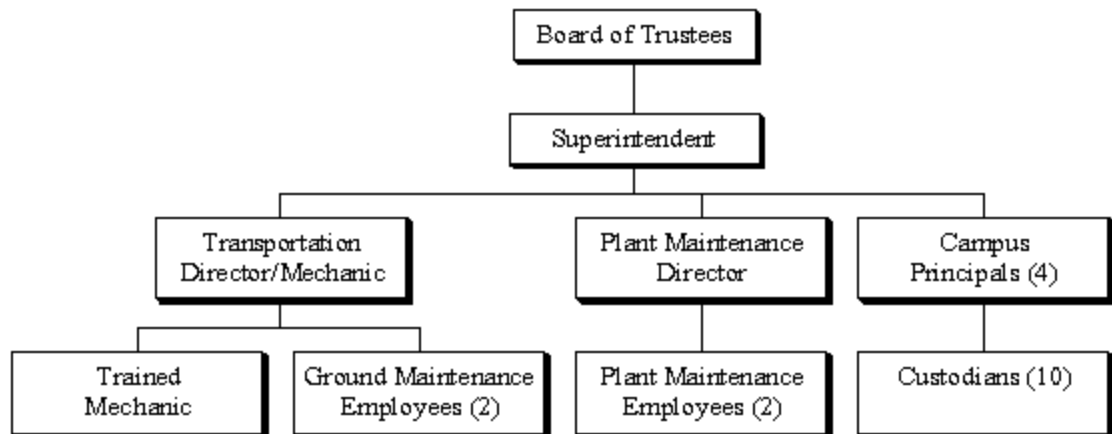 Board of Trustees
Superintendent
Transportation
Director/Mechanic
Plant Maintenance
Director
Campus
Principals (4)
Trained
Mechanic
Ground Maintenance
Employees (2)
Plant Maintenance
Employees (2)
Custodians (10)